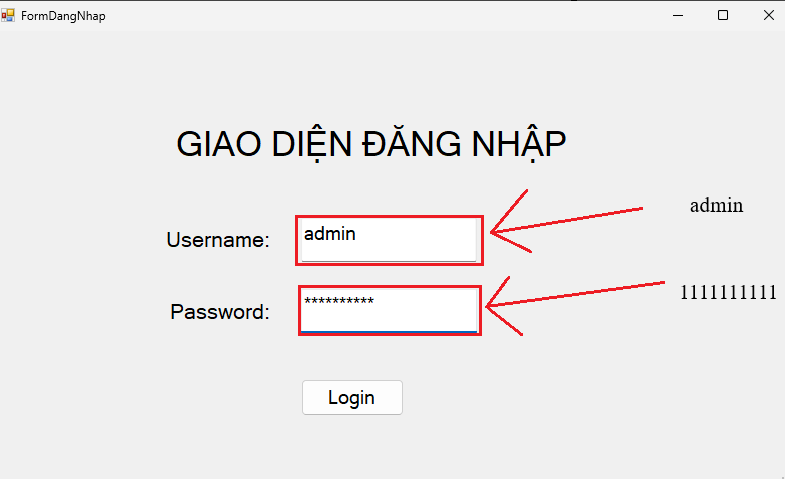 FormDangNhap
GIAO DIỆN ĐĂNG NHẬP
admin
Username: admin
Password: **********
1111111111
Login